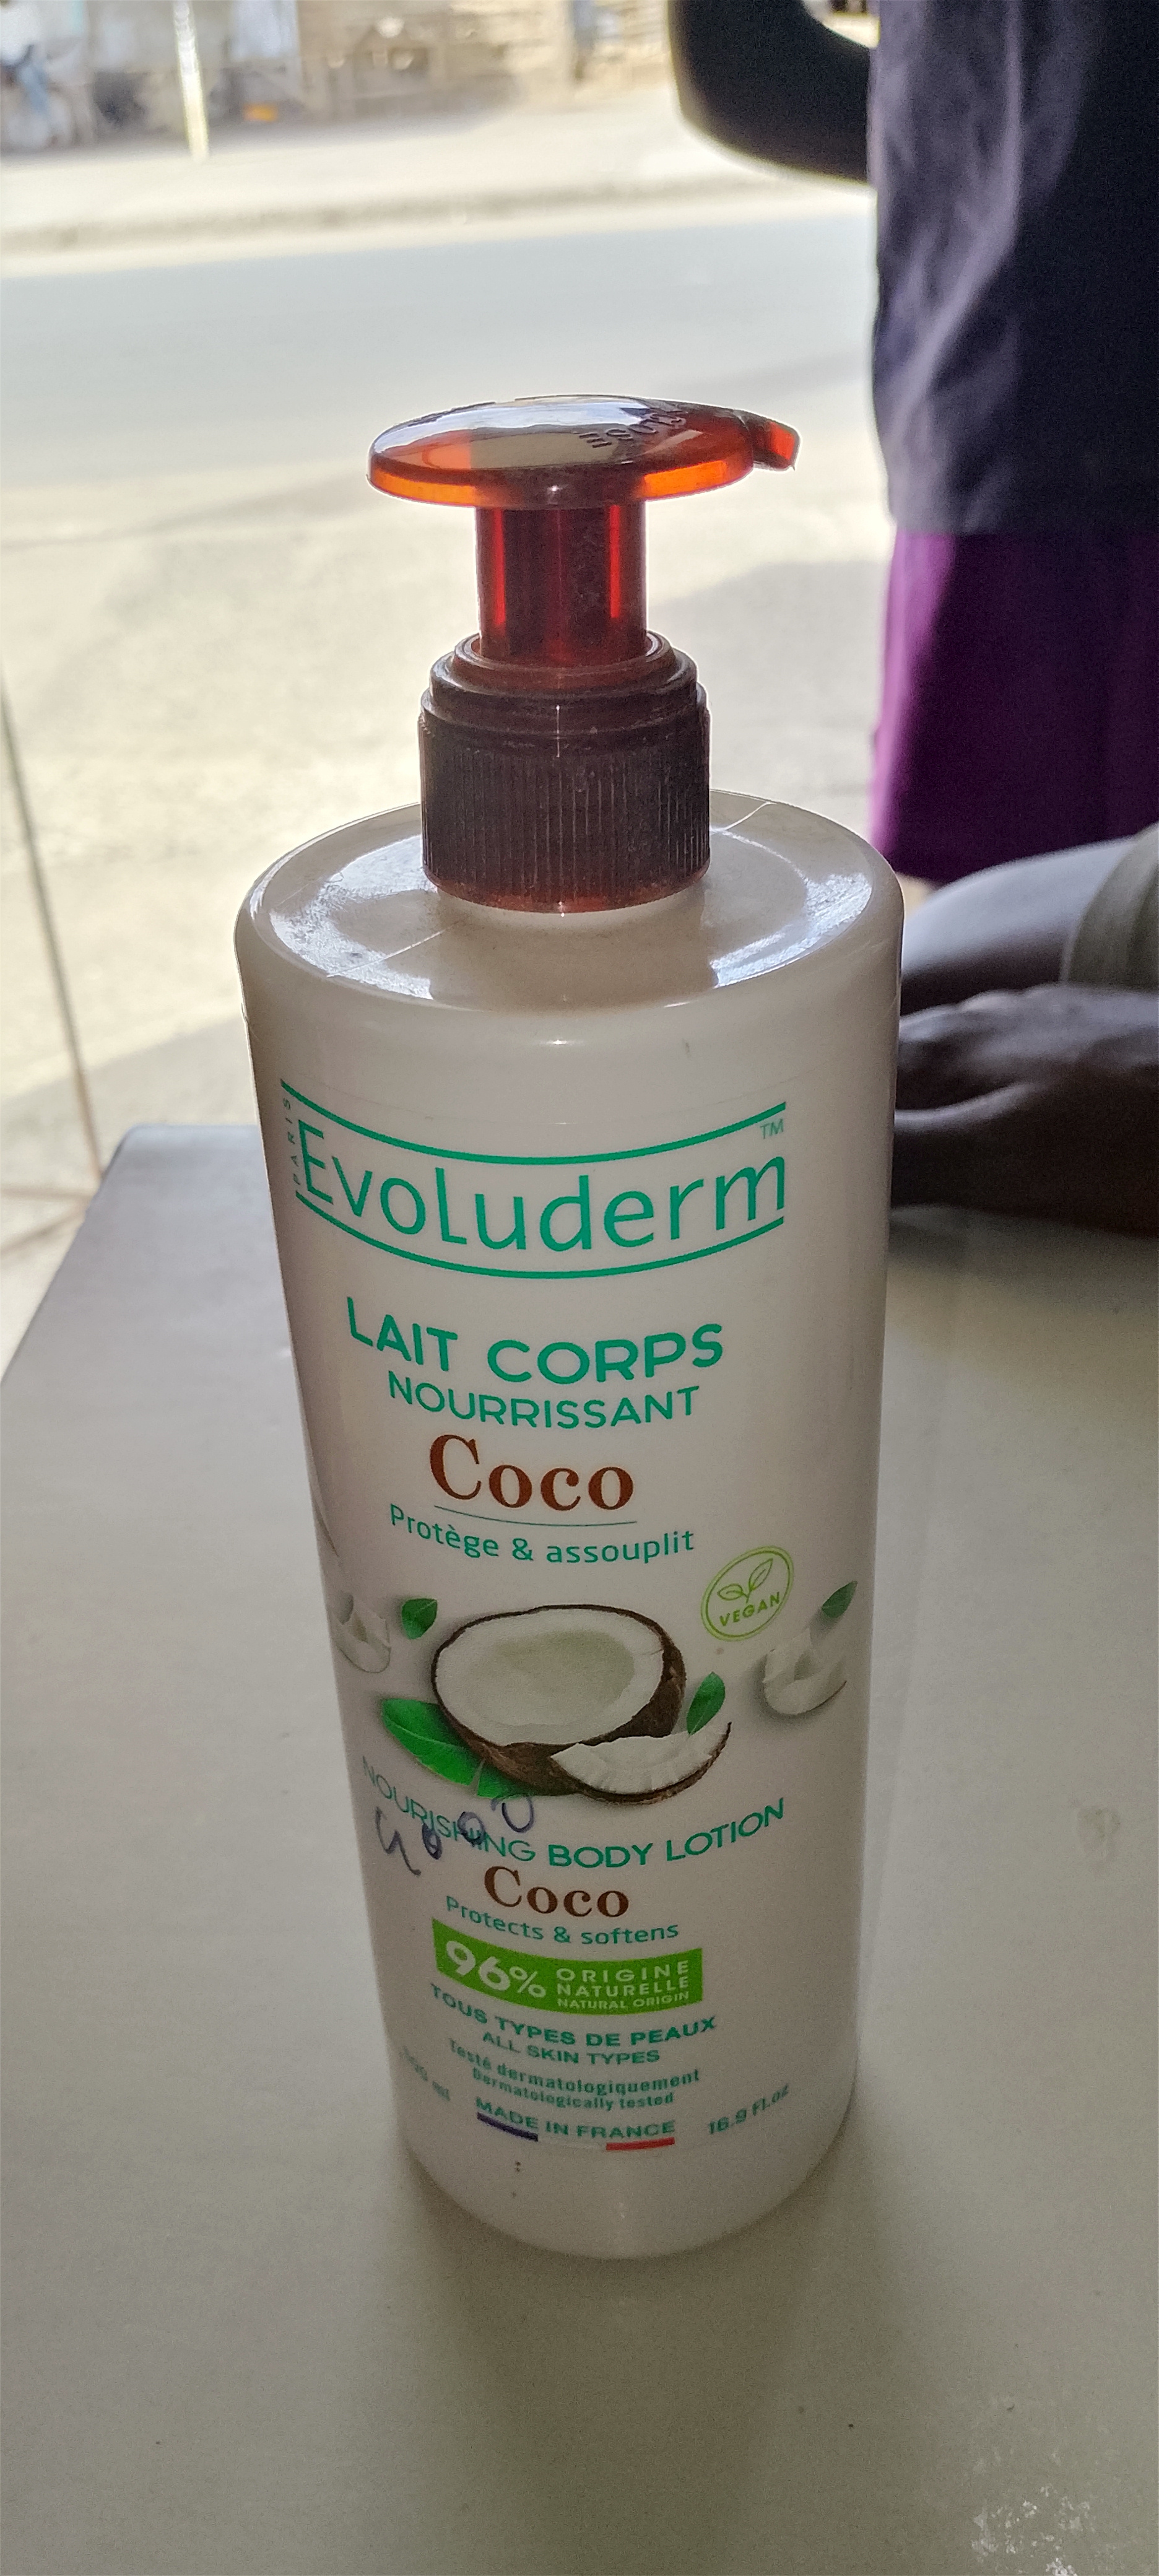 PARIS
Evoluderm™
LAIT CORPS
NOURRISSANT
Coco
Protège & assouplit
VEGAN
NOURISHING BODY LOTION
Coco
Protects & softens
96% ORIGINE
NATURELLE
NATURAL ORIGIN
TOUS TYPES DE PEAUX
ALL SKIN TYPES
Testé dermatologiquement
Dermatologically tested
MADE IN FRANCE
16.9 fl.oz